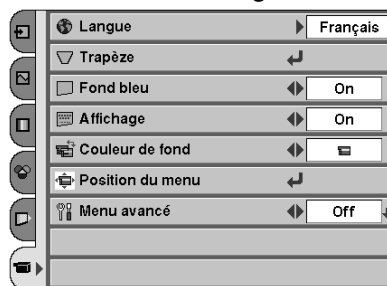 Langue Français
Trapèze
Fond bleu On
Affichage On
Couleur de fond
Position du menu
Menu avancé Off